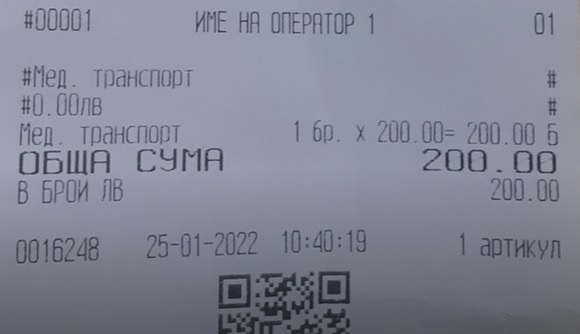 #00001 ИМЕ НА ОПЕРАТОР 1 01
#Мед. транспорт #
#0.00лв #
Мед. транспорт 1 бр. x 200.00= 200.00 Б
ОБЩА СУМА 200.00
В БРОИ ЛВ 200.00
0016248 25-01-2022 10:40:19 1 артикул